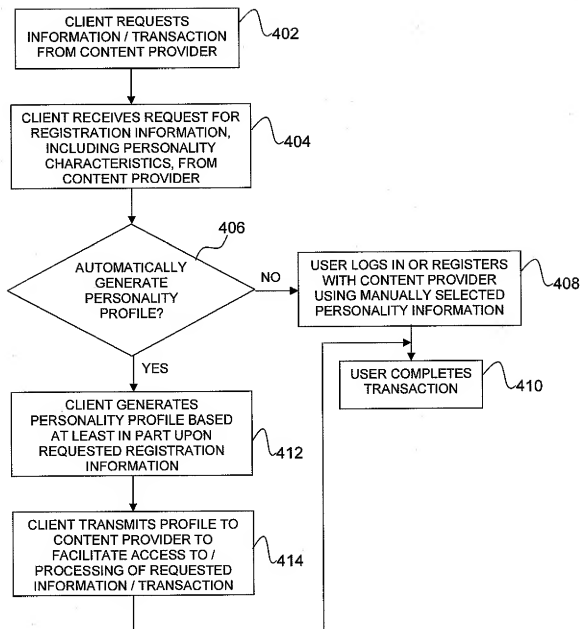 CLIENT REQUESTS
INFORMATION / TRANSACTION
FROM CONTENT PROVIDER
402
CLIENT RECEIVES REQUEST FOR
REGISTRATION INFORMATION,
INCLUDING PERSONALITY
CHARACTERISTICS, FROM
CONTENT PROVIDER
404
406
AUTOMATICALLY
GENERATE
PERSONALITY
PROFILE?
NO
USER LOGS IN OR REGISTERS
WITH CONTENT PROVIDER
USING MANUALLY SELECTED
PERSONALITY INFORMATION
408
YES
USER COMPLETES
TRANSACTION
410
CLIENT GENERATES
PERSONALITY PROFILE BASED
AT LEAST IN PART UPON
REQUESTED REGISTRATION
INFORMATION
412
CLIENT TRANSMITS PROFILE TO
CONTENT PROVIDER TO
FACILITATE ACCESS TO /
PROCESSING OF REQUESTED
INFORMATION / TRANSACTION
414